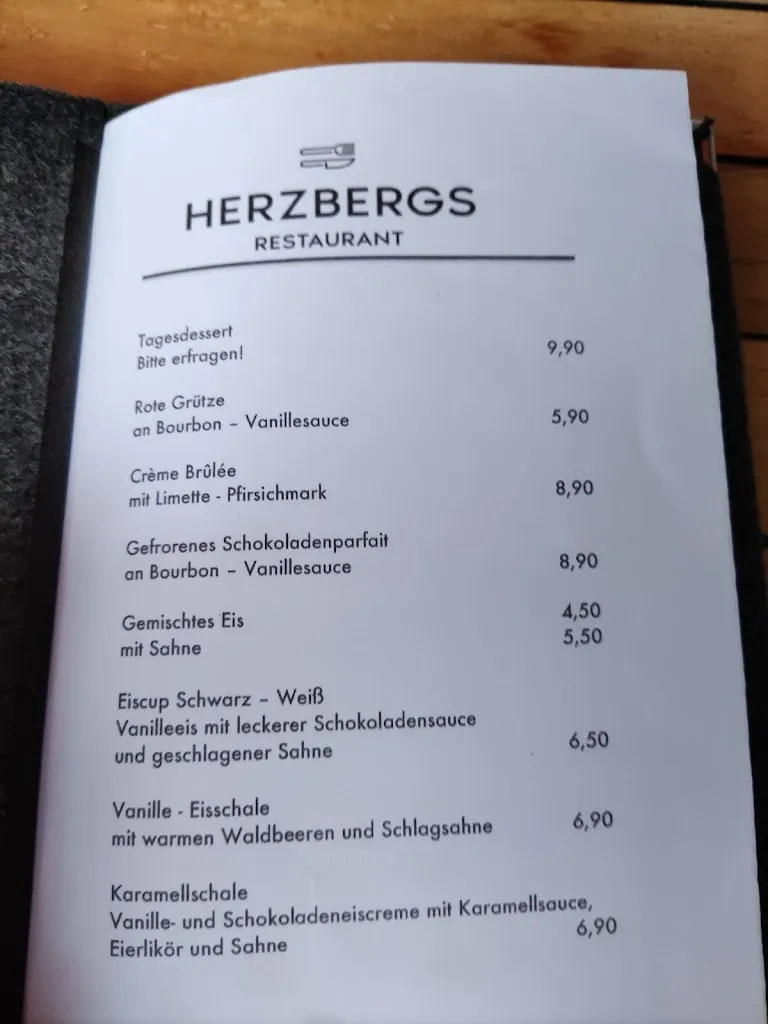 HERZBERGS
RESTAURANT
Tagesdessert
Bitte erfragen! 9,90
Rote Grütze
an Bourbon – Vanillesauce 5,90
Crème Brûlée
mit Limette - Pfirsichmark 8,90
Gefrorenes Schokoladenparfait
an Bourbon – Vanillesauce 8,90
Gemischtes Eis 4,50
mit Sahne 5,50
Eiscup Schwarz – Weiß
Vanilleeis mit leckerer Schokoladensauce
und geschlagener Sahne 6,50
Vanille - Eisschale
mit warmen Waldbeeren und Schlagsahne 6,90
Karamellschale
Vanille- und Schokoladeneiscreme mit Karamellsauce,
Eierlikör und Sahne 6,90